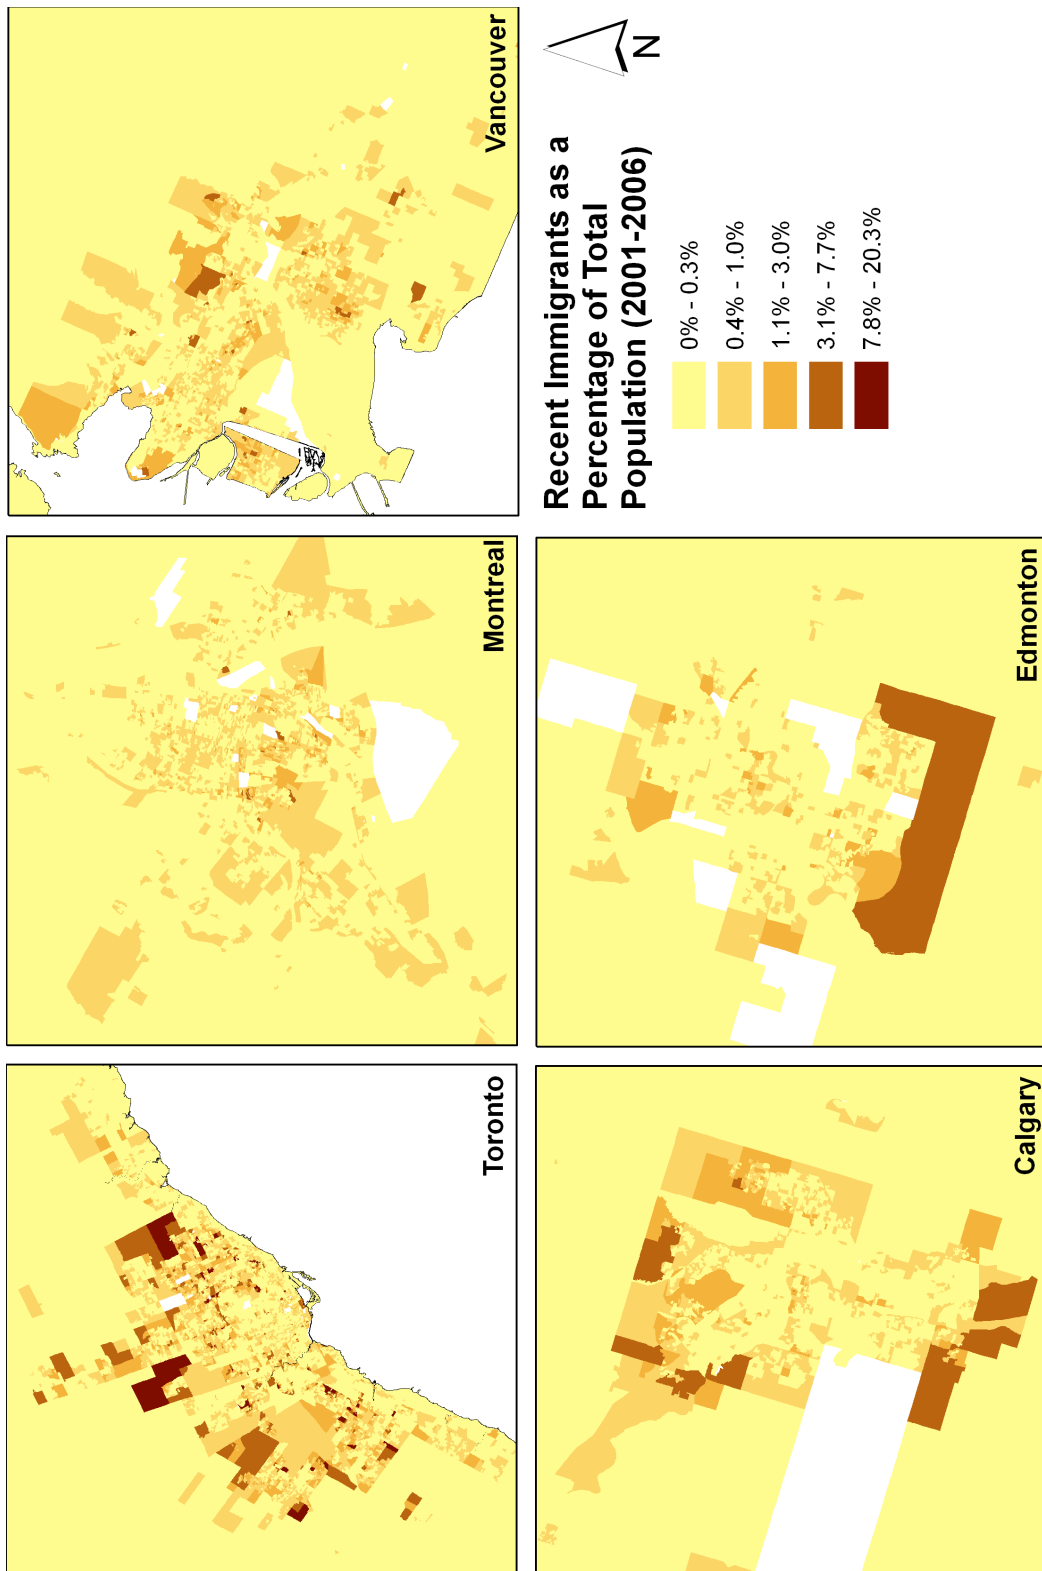 Toronto
Montreal
Vancouver
Calgary
Edmonton
N
Recent Immigrants as a
Percentage of Total
Population (2001-2006)
0% - 0.3%
0.4% - 1.0%
1.1% - 3.0%
3.1% - 7.7%
7.8% - 20.3%